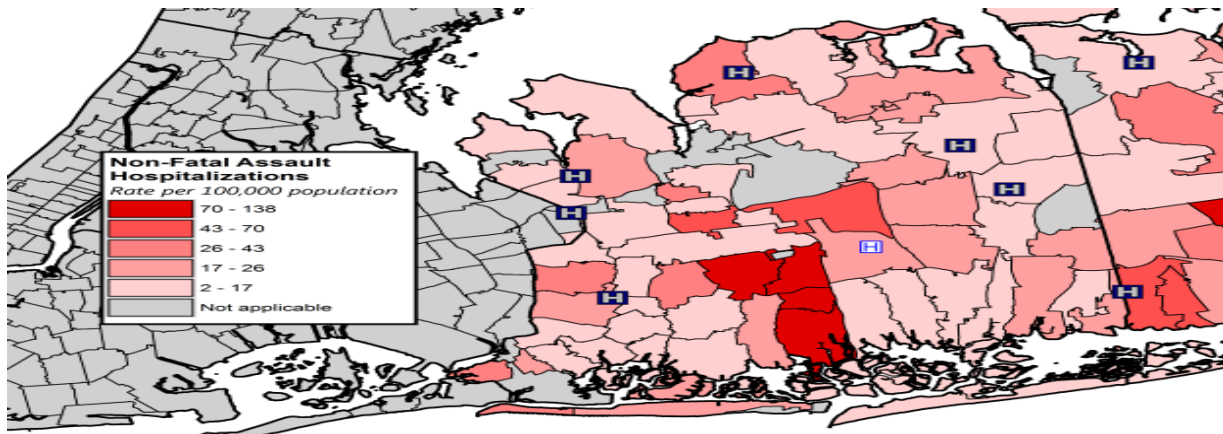 H
H
H
Non-Fatal Assault
Hospitalizations
Rate per 100,000 population
70 - 138
43 - 70
26 - 43
17 - 26
2 - 17
Not applicable
H
H
H
H
H
H